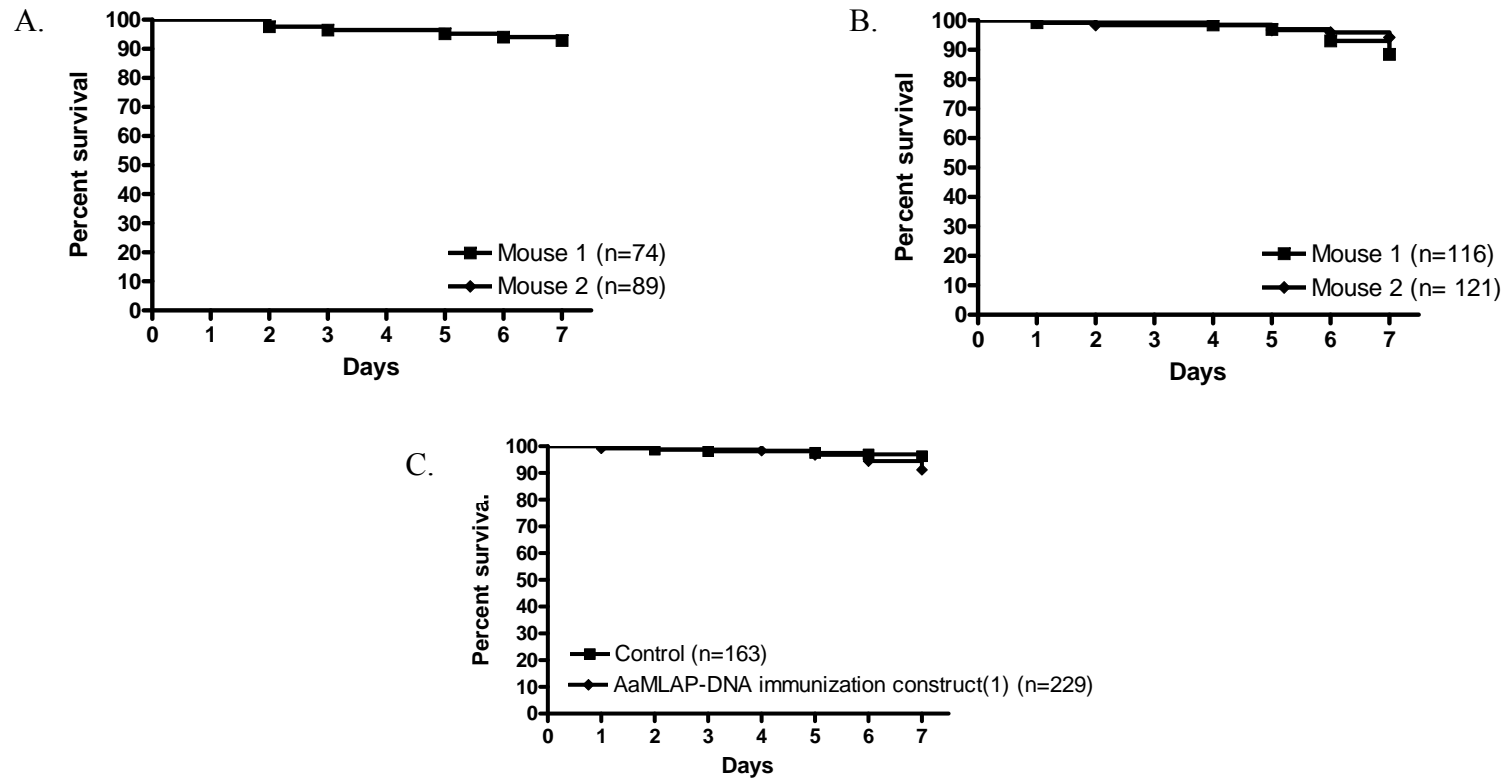 A.
Percent survival
100
90
80
70
60
50
40
30
20
10
0
0 1 2 3 5 6 7
Days
Mouse 1 (n=74)
Mouse 2 (n=89)
B.
Percent survival
100
90
80
70
60
50
40
30
20
10
0
0 1 2 3 4 5 6 7
Days
Mouse 1 (n=116)
Mouse 2 (n= 121)
C.
Percent surviva.
100
90
80
70
60
50
40
30
20
10
0
0 1 2 3 4 5 6 7
Days
Control (n=163)
AaMLAP-DNA immunization construct(1) (n=229)